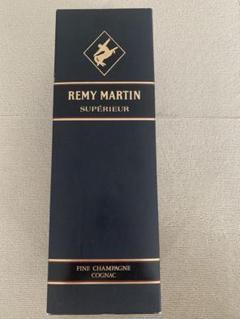 REMY MARTIN
SUPÉRIEUR
FINE CHAMPAGNE
COGNAC